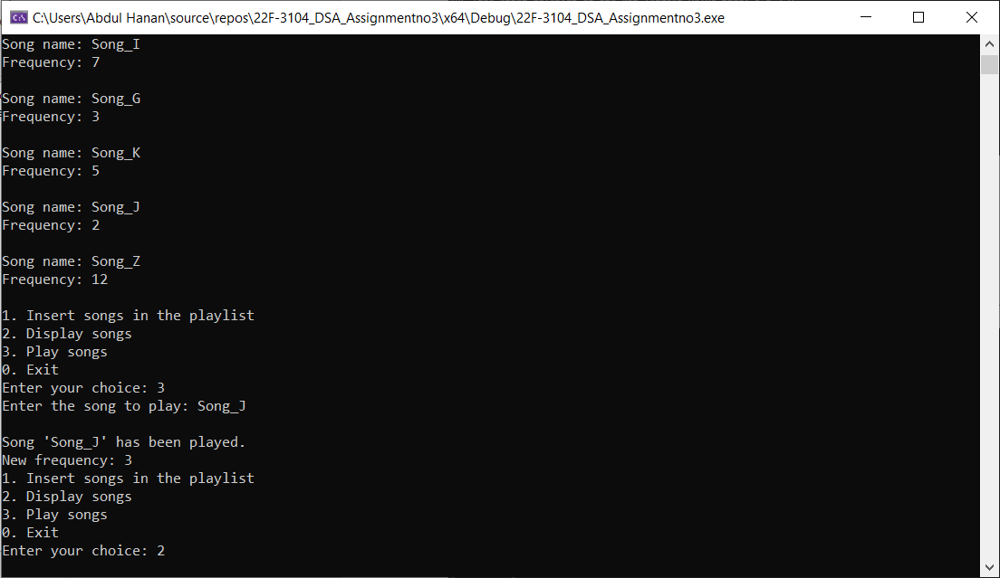 C:\Users\Abdul Hanan\source\repos\22F-3104_DSA_Assignmentno3\x64\Debug\22F-3104_DSA_Assignmentno3.exe
Song name: Song_I
Frequency: 7
Song name: Song_G
Frequency: 3
Song name: Song_K
Frequency: 5
Song name: Song_J
Frequency: 2
Song name: Song_Z
Frequency: 12
1. Insert songs in the playlist
2. Display songs
3. Play songs
0. Exit
Enter your choice: 3
Enter the song to play: Song_J
Song 'Song_J' has been played.
New frequency: 3
1. Insert songs in the playlist
2. Display songs
3. Play songs
0. Exit
Enter your choice: 2